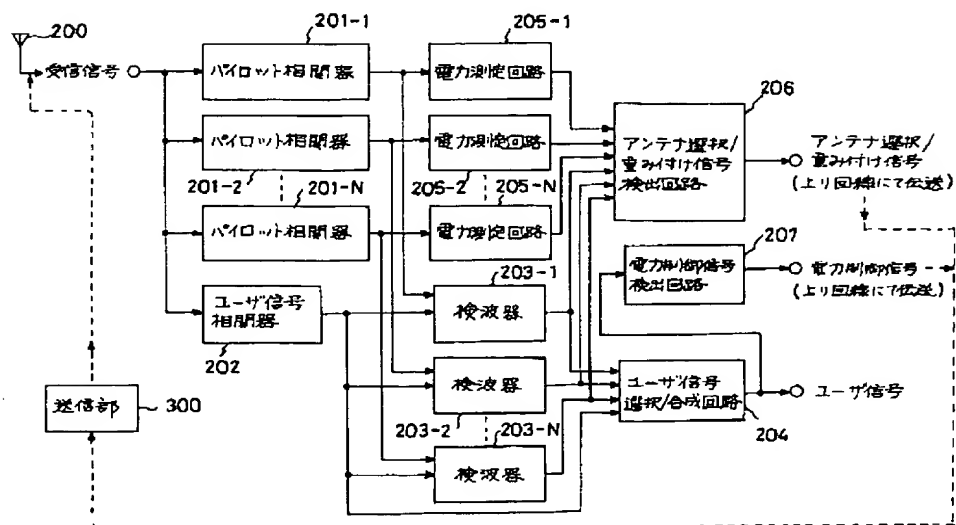 200
受信信号
201-1
パイロット相関器
205-1
電力測定回路
パイロット相関器
201-2
電力測定回路
205-2
201-N
パイロット相関器
205-N
電力測定回路
206
アンテナ選択/
重み付け信号
検出回路
アンテナ選択/
重み付け信号
(上り回線にて伝送)
207
電力制御信号
検出回路
電力制御信号
(上り回線にて伝送)
ユーザ信号
相関器
202
203-1
検波器
検波器
203-2
203-N
検波器
ユーザ信号
選択/合成回路
204
ユーザ信号
送信部
300